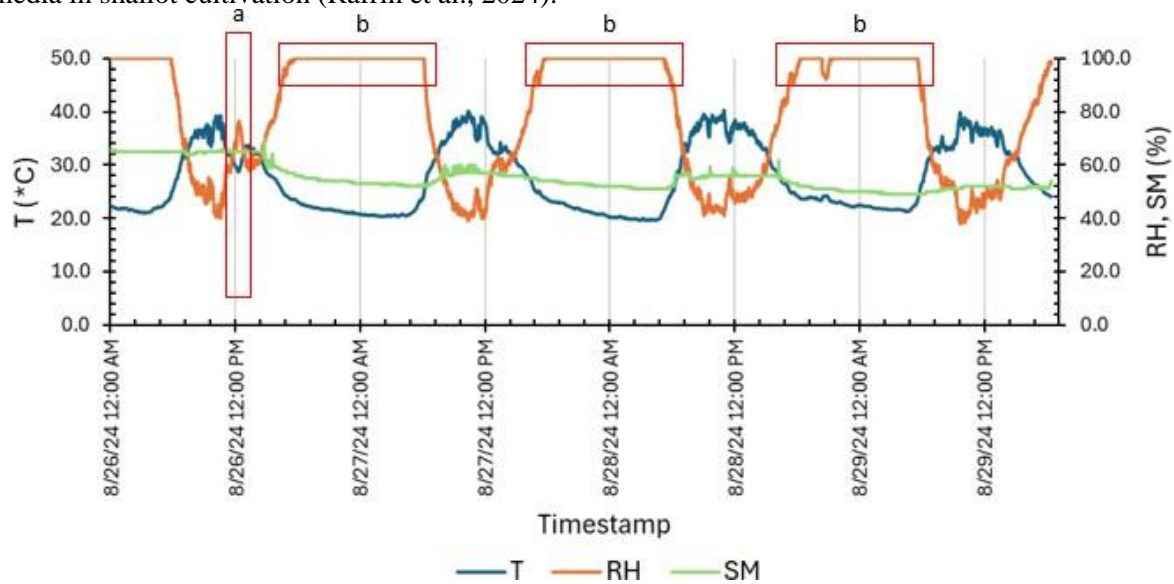 media in shallot cultivation
a
b b b
50.0 100.0
40.0 80.0
30.0 60.0
20.0 40.0
10.0 20.0
0.0 0.0
T (*C)
RH, SM (%)
8/26/24 12:00 AM
8/26/24 12:00 PM
8/27/24 12:00 AM
8/27/24 12:00 PM
8/28/24 12:00 AM
8/28/24 12:00 PM
8/29/24 12:00 AM
8/29/24 12:00 PM
Timestamp
T RH SM